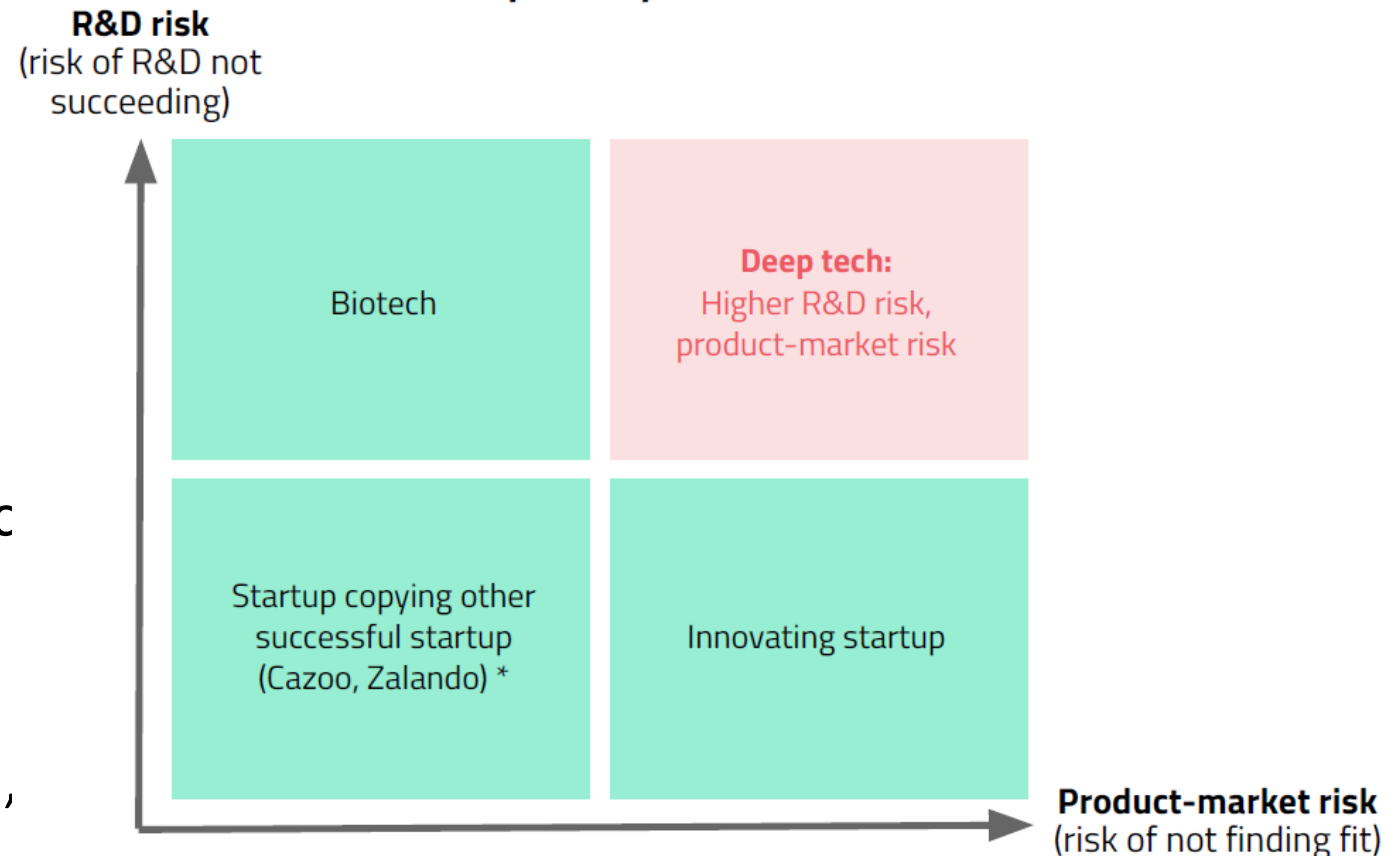 R&D risk
(risk of R&D not
succeeding)
Biotech
Deep tech:
Higher R&D risk,
product-market risk
Startup copying other
successful startup
(Cazoo, Zalando) *
Innovating startup
Product-market risk
(risk of not finding fit)